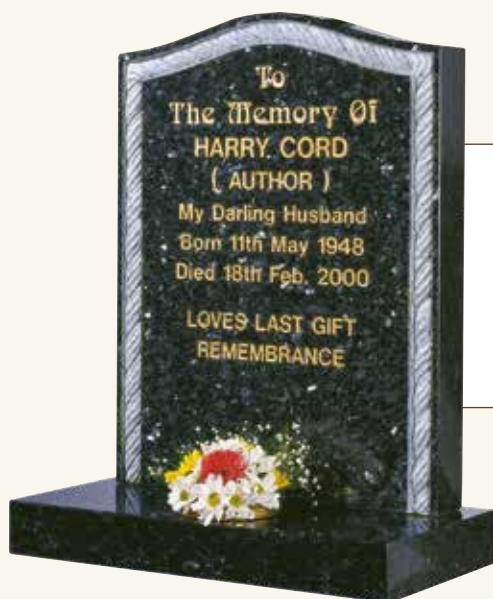 To
The Memory Of
HARRY CORD
( AUTHOR )
My Darling Husband
Born 11th May 1948
Died 18th Feb. 2000
LOVES LAST GIFT
REMEMBRANCE